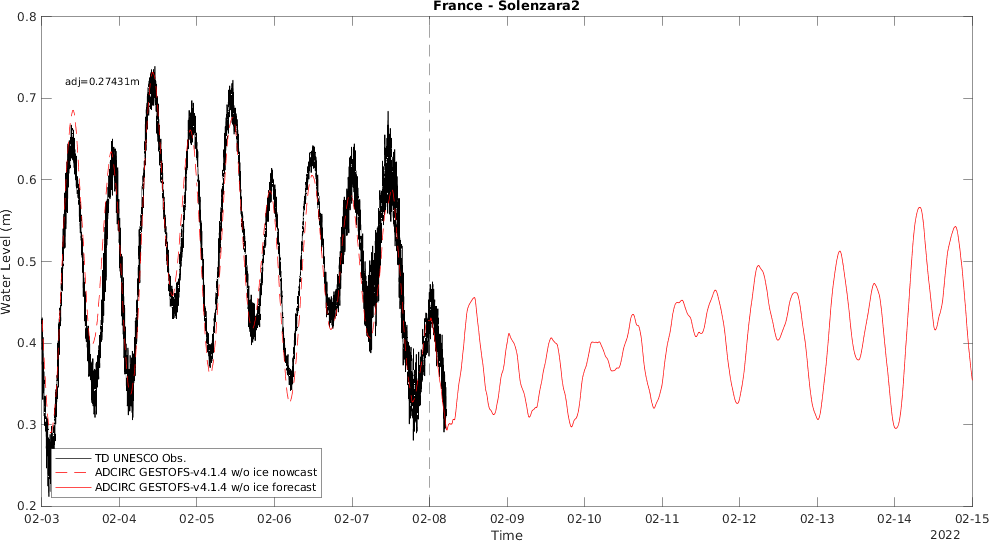 France - Solenzara2
adj=0.27431m
Water Level (m)
0.8
0.7
0.6
0.5
0.4
0.3
0.2
TD UNESCO Obs.
ADCIRC GESTOFS-v4.1.4 w/o ice nowcast
ADCIRC GESTOFS-v4.1.4 w/o ice forecast
02-03 02-04 02-05 02-06 02-07 02-08 02-09 02-10 02-11 02-12 02-13 02-14 02-15
Time
2022